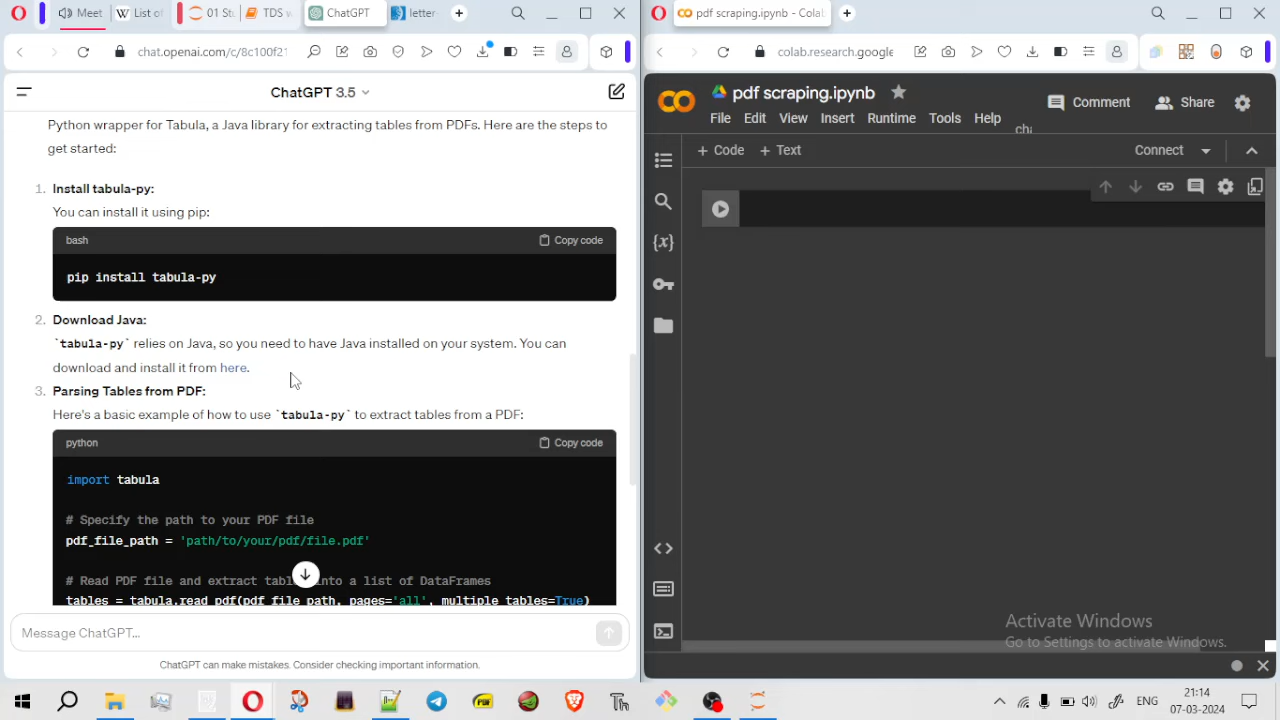 Meet
List of
01 St
TDS w
ChatGPT
letter
pdf scraping.ipynb - Colab
chat.openai.com/c/8c100f21
colab.research.google
ChatGPT 3.5
pdf scraping.ipynb
Comment
Share
File Edit View Insert Runtime Tools Help
+ Code + Text
Connect
Python wrapper for Tabula, a Java library for extracting tables from PDFs. Here are the steps to
get started:
1. Install tabula-py:
You can install it using pip:
bash
Copy code
pip install tabula-py
2. Download Java:
`tabula-py` relies on Java, so you need to have Java installed on your system. You can
download and install it from here.
3. Parsing Tables from PDF:
Here's a basic example of how to use `tabula-py` to extract tables from a PDF:
python
Copy code
import tabula
# Specify the path to your PDF file
pdf_file_path = 'path/to/your/pdf/file.pdf'
# Read PDF file and extract into a list of DataFrames
tables = tabula.read_pdf(pdf_file_path, pages='all', multiple_tables=True)
Message ChatGPT...
ChatGPT can make mistakes. Consider checking important information.
{x}
Activate Windows
Go to Settings to activate Windows.
ENG
21:14
07-03-2024